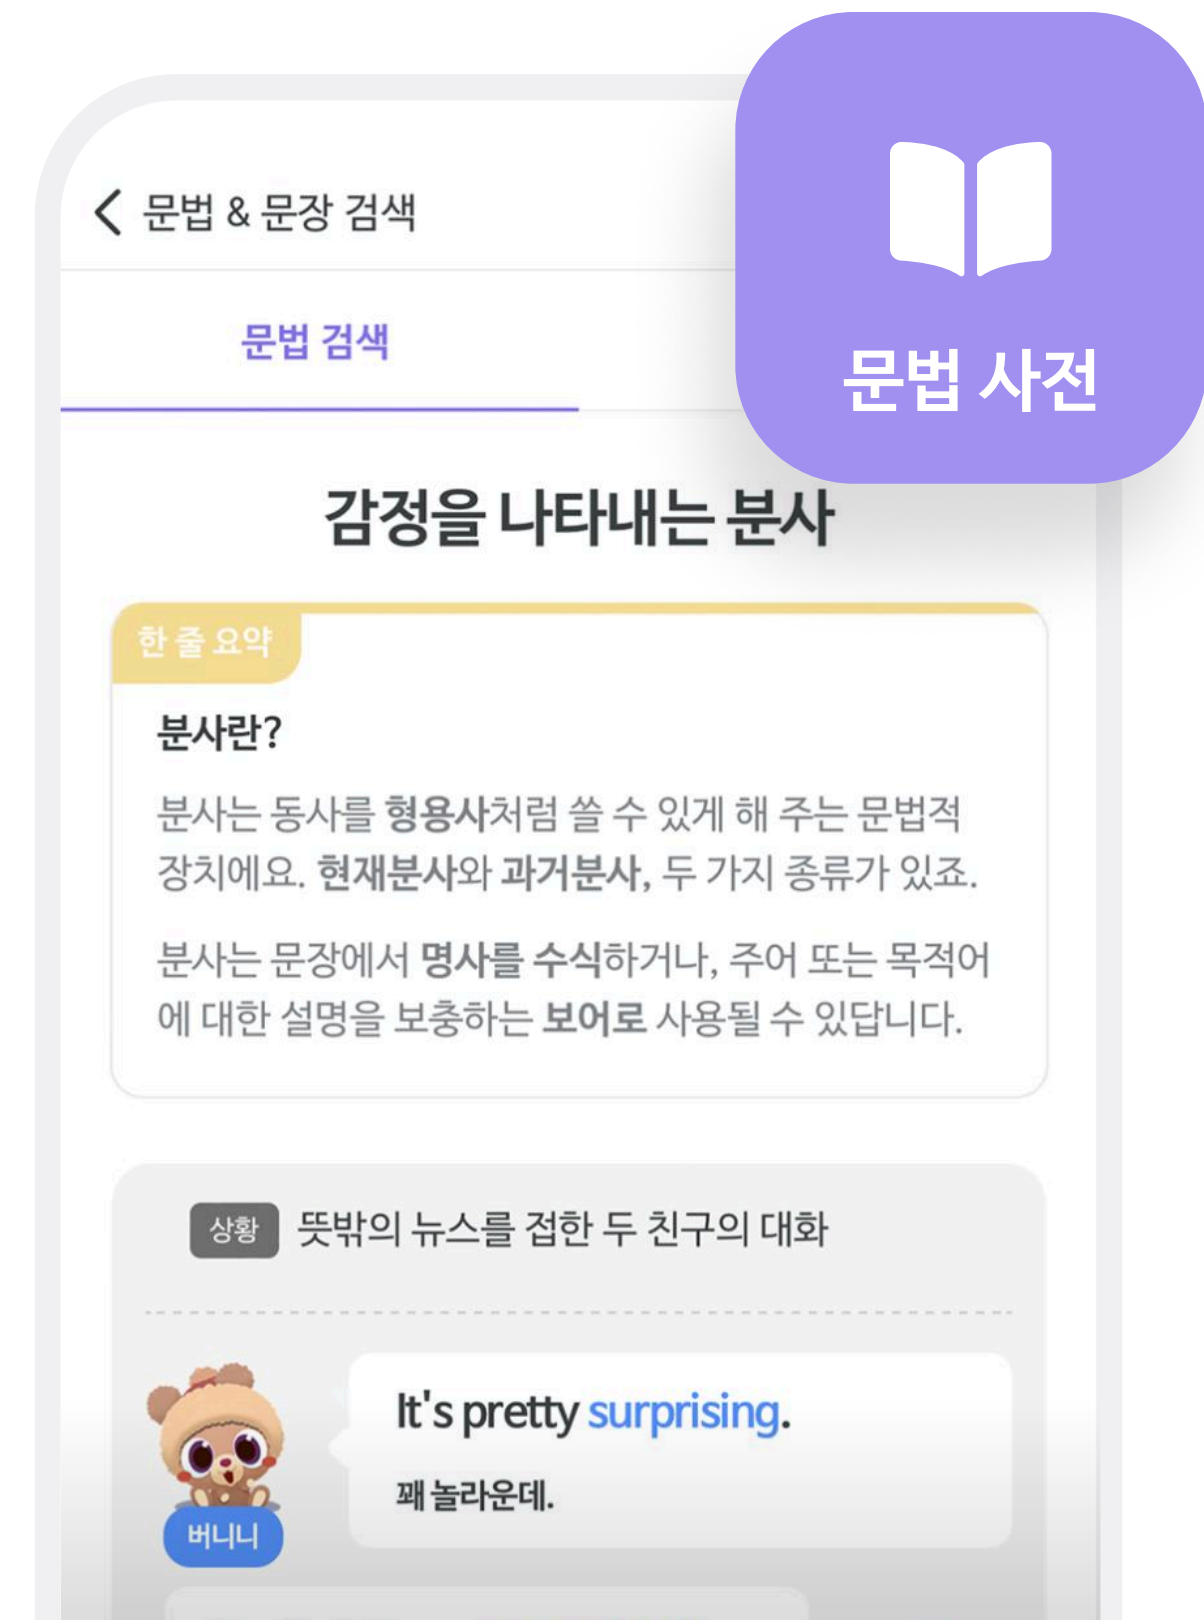 문법 사전
문법 & 문장 검색
문법 검색
감정을 나타내는 분사
한 줄 요약
분사란?
분사는 동사를 형용사처럼 쓸 수 있게 해 주는 문법적
장치에요. 현재분사와 과거분사, 두 가지 종류가 있죠.
분사는 문장에서 명사를 수식하거나, 주어 또는 목적어
에 대한 설명을 보충하는 보어로 사용될 수 있답니다.
상황 뜻밖의 뉴스를 접한 두 친구의 대화
It's pretty surprising.
꽤 놀라운데.
버니니